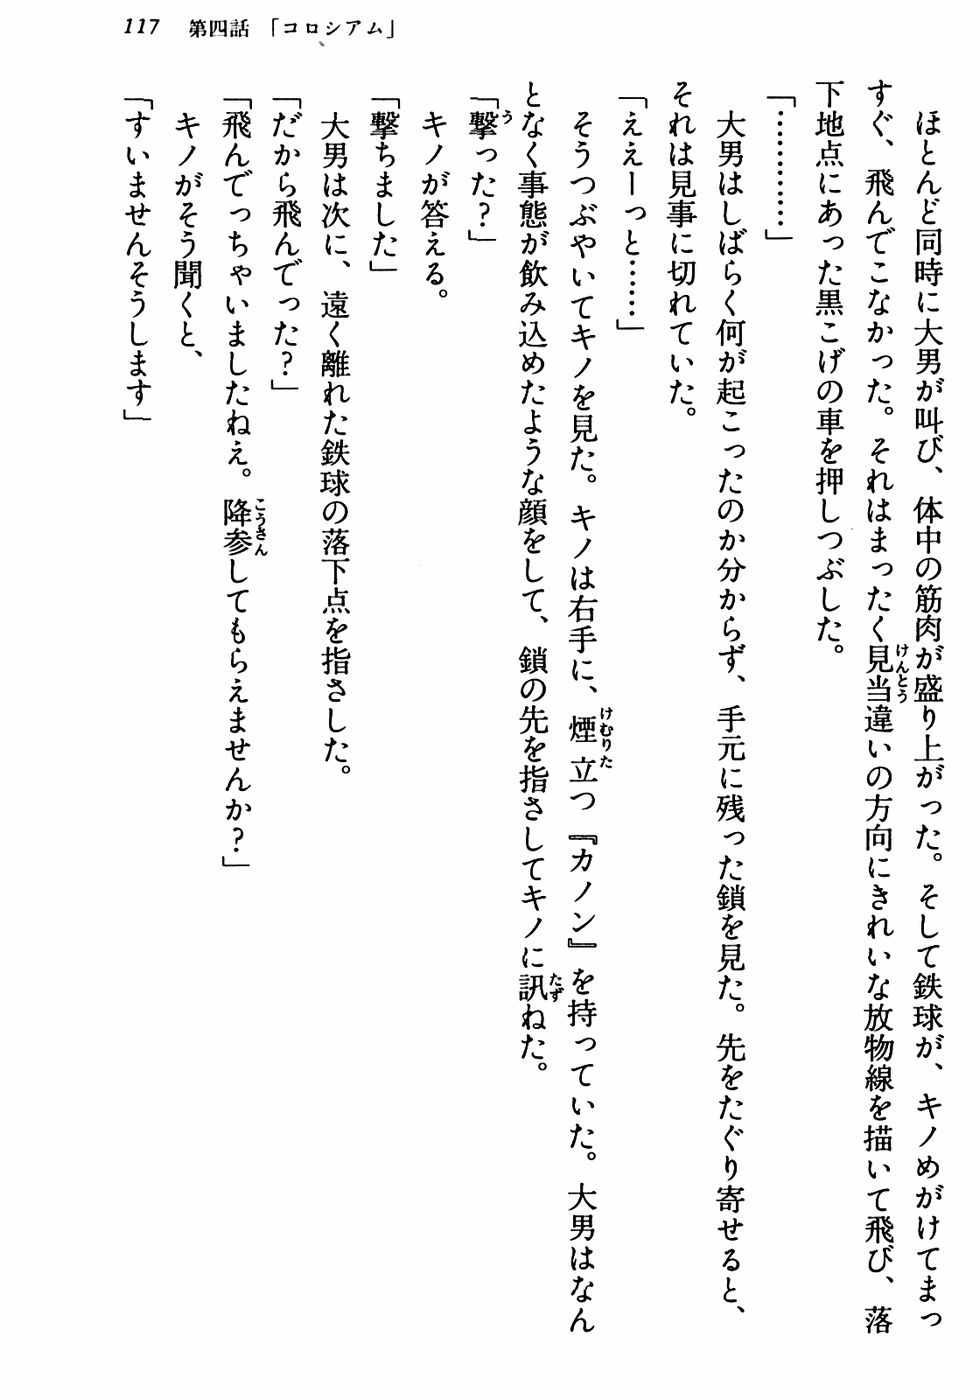 117　第四話　「コロシアム」
ほとんど同時に大男が叫び、体中の筋肉が盛り上がった。そして鉄球が、キノめがけてまっ
すぐ、飛んでこなかった。それはまったく見当違いの方向にきれいな放物線を描いて飛び、落
下地点にあった黒こげの車を押しつぶした。
「…………」
大男はしばらく何が起こったのか分からず、手元に残った鎖を見た。先をたぐり寄せると、
それは見事に切れていた。
「ええーっと……」
そうつぶやいてキノを見た。キノは右手に、煙立つ『カノン』を持っていた。大男はなん
となく事態が飲み込めたような顔をして、鎖の先を指さしてキノに訊ねた。
「撃った？」
キノが答える。
「撃ちました」
大男は次に、遠く離れた鉄球の落下点を指さした。
「だから飛んでった？」
「飛んでっちゃいましたねえ。降参してもらえませんか？」
キノがそう聞くと、
「すいませんそうします」